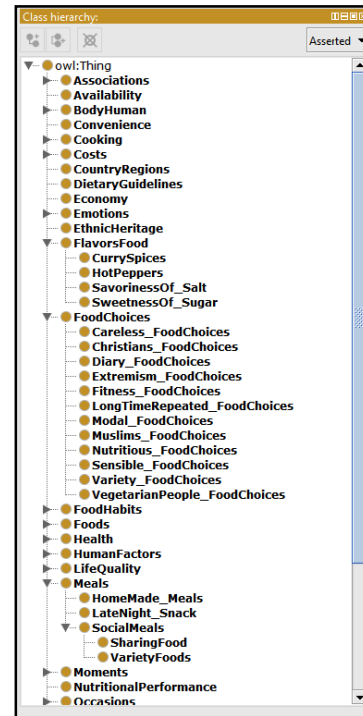 Class hierarchy:
Asserted
owl:Thing
Associations
Availability
BodyHuman
Convenience
Cooking
Costs
CountryRegions
DietaryGuidelines
Economy
Emotions
EthnicHeritage
FlavorsFood
CurrySpices
HotPeppers
SavorinessOf_Salt
SweetnessOf_Sugar
FoodChoices
Careless_FoodChoices
Christians_FoodChoices
Diary_FoodChoices
Extremism_FoodChoices
Fitness_FoodChoices
LongTimeRepeated_FoodChoices
Modal_FoodChoices
Muslims_FoodChoices
Nutritious_FoodChoices
Sensible_FoodChoices
Variety_FoodChoices
VegetarianPeople_FoodChoices
FoodHabits
Foods
Health
HumanFactors
LifeQuality
Meals
HomeMade_Meals
LateNight_Snack
SocialMeals
SharingFood
VarietyFoods
Moments
NutritionalPerformance
Occasions